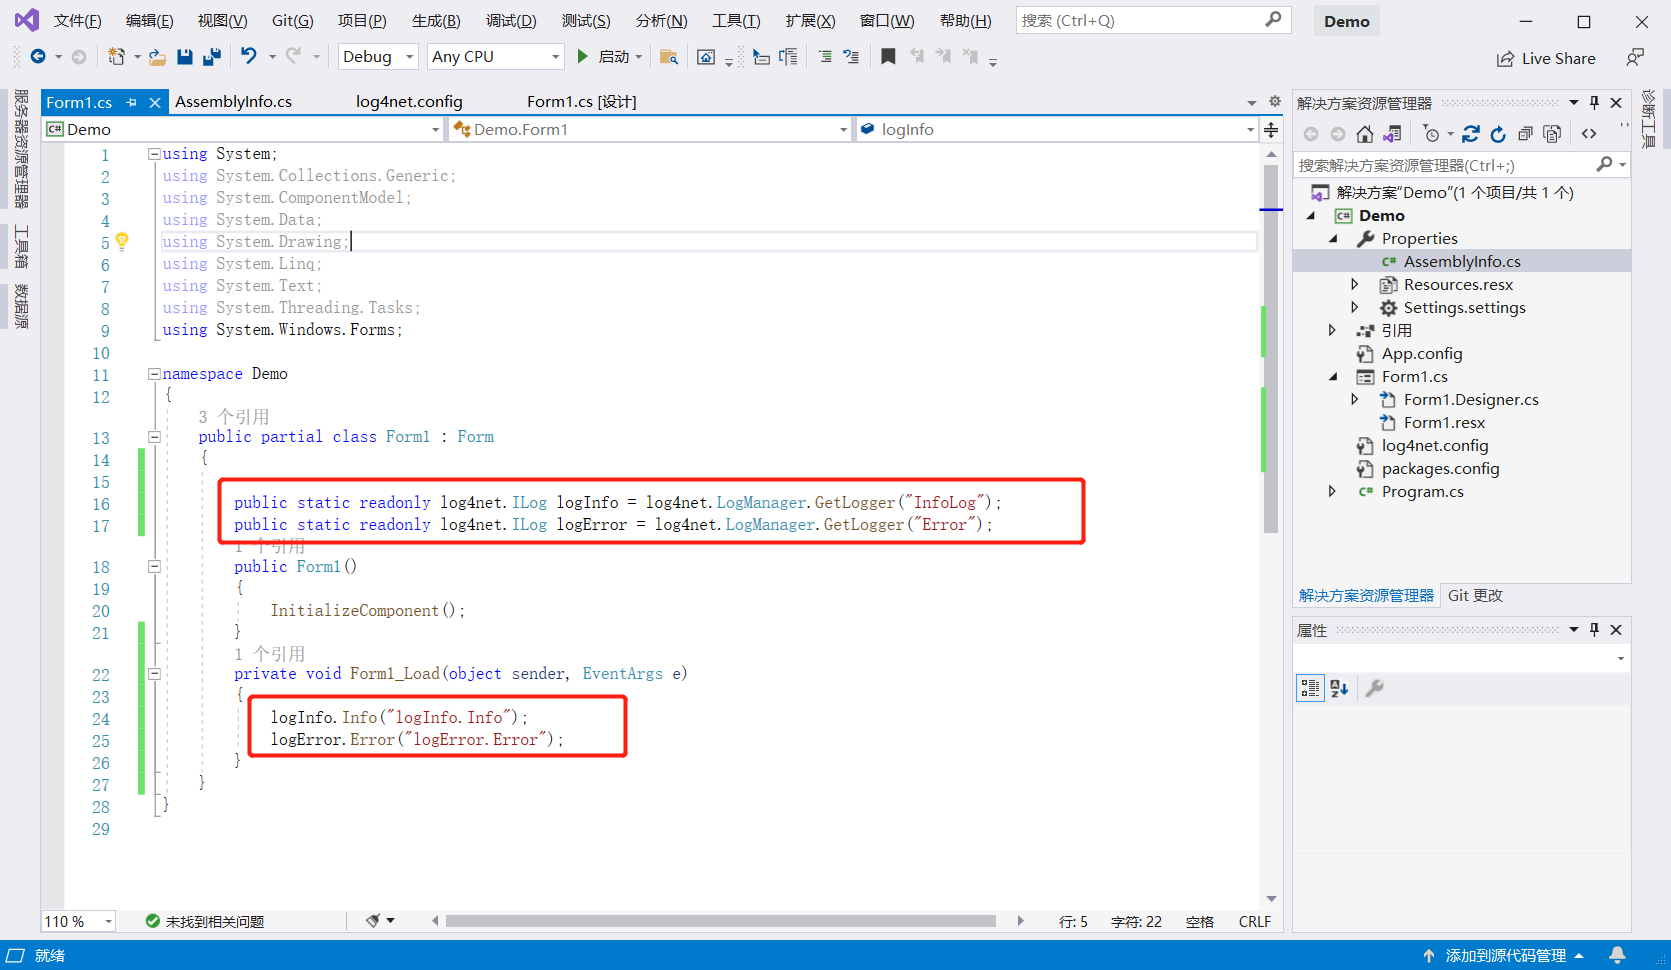 文件(F) 编辑(E) 视图(V) Git(G) 项目(P) 生成(B) 调试(D) 测试(S) 分析(N) 工具(T) 扩展(X) 窗口(W) 帮助(H) 搜索 (Ctrl+Q) Demo
Debug Any CPU 启动 Live Share
服务器资源管理器
工具箱
数据源
Form1.cs AssemblyInfo.cs log4net.config Form1.cs [设计]
Demo Demo.Form1 logInfo
1 using System;
2 using System.Collections.Generic;
3 using System.ComponentModel;
4 using System.Data;
5 using System.Drawing;
6 using System.Linq;
7 using System.Text;
8 using System.Threading.Tasks;
9 using System.Windows.Forms;
10
11 namespace Demo
12 {
3 个引用
13 public partial class Form1 : Form
14 {
15
16 public static readonly log4net.ILog logInfo = log4net.LogManager.GetLogger("InfoLog");
17 public static readonly log4net.ILog logError = log4net.LogManager.GetLogger("Error");
1 个引用
18 public Form1()
19 {
20 InitializeComponent();
21 }
1 个引用
22 private void Form1_Load(object sender, EventArgs e)
23 {
24 logInfo.Info("logInfo.Info");
25 logError.Error("logError.Error");
26 }
27 }
28 }
29
110 % 未找到相关问题 行: 5 字符: 22 空格 CRLF
解决方案资源管理器
搜索解决方案资源管理器(Ctrl+;)
解决方案"Demo"(1 个项目/共 1 个)
C# Demo
Properties
C# AssemblyInfo.cs
Resources.resx
Settings.settings
引用
App.config
Form1.cs
Form1.Designer.cs
Form1.resx
log4net.config
packages.config
C# Program.cs
解决方案资源管理器 Git 更改
属性
诊断工具
就绪 添加到源代码管理